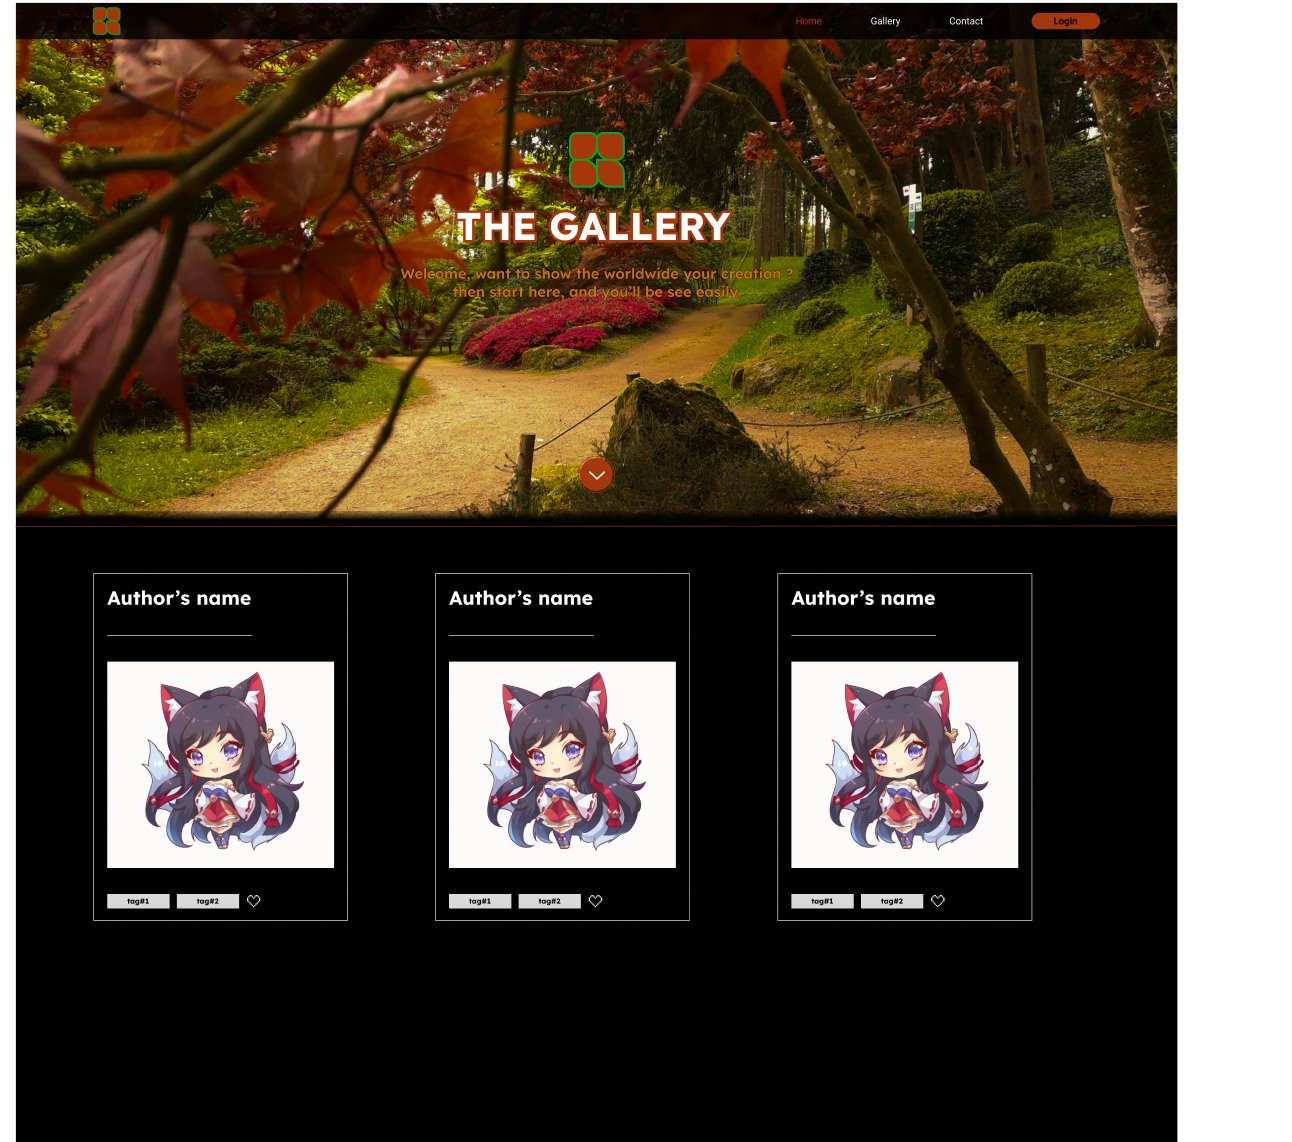 Home
Gallery
Contact
Login
THE GALLERY
Welcome, want to show the worldwide your creation ?
then start here, and you'll be see easily.
Author's name
Author's name
Author's name
tag#1
tag#2
tag#1
tag#2
tag#1
tag#2